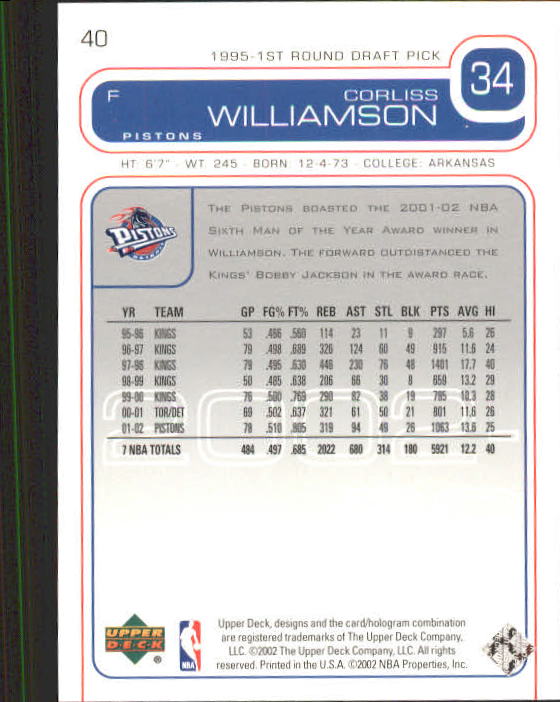 40
1995-1ST ROUND DRAFT PICK
34
F
CORLISS
WILLIAMSON
PISTONS
HT: 6'7" - WT: 245 - BORN: 12-4-73 - COLLEGE: ARKANSAS
PISTONS
DETROIT
THE PISTONS BOASTED THE 2001-02 NBA
SIXTH MAN OF THE YEAR AWARD WINNER IN
WILLIAMSON. THE FORWARD OUTDISTANCED THE
KINGS' BOBBY JACKSON IN THE AWARD RACE.
YR TEAM GP FG% FT% REB AST STL BLK PTS AVG HI
95-96 KINGS 53 .466 .560 114 23 11 9 297 5.6 26
96-97 KINGS 79 .498 .689 326 124 60 49 915 11.6 24
97-98 KINGS 79 .495 .630 446 230 76 48 1401 17.7 40
98-99 KINGS 50 .485 .638 206 66 30 8 659 13.2 29
99-00 KINGS 76 .500 .769 290 82 38 19 785 10.3 28
00-01 TOR/DET 69 .502 .637 321 61 50 21 801 11.6 26
01-02 PISTONS 78 .510 .805 319 94 49 26 1063 13.6 25
7 NBA TOTALS 484 .497 .685 2022 680 314 180 5921 12.2 40
2002-
UPPER
DECK
®
NBA
Upper Deck, designs and the card/hologram combination
are registered trademarks of The Upper Deck Company,
LLC. ©2002 The Upper Deck Company, LLC. All rights
reserved. Printed in the U.S.A. ©2002 NBA Properties, Inc.